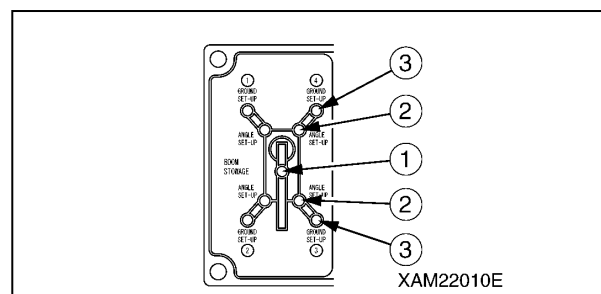 1
4
3
GROUND
SET-UP
GROUND
SET-UP
2
ANGLE
SET-UP
ANGLE
SET-UP
BOOM
STORAGE
1
ANGLE
SET-UP
ANGLE
SET-UP
2
GROUND
SET-UP
GROUND
SET-UP
3
2
3
XAM22010E